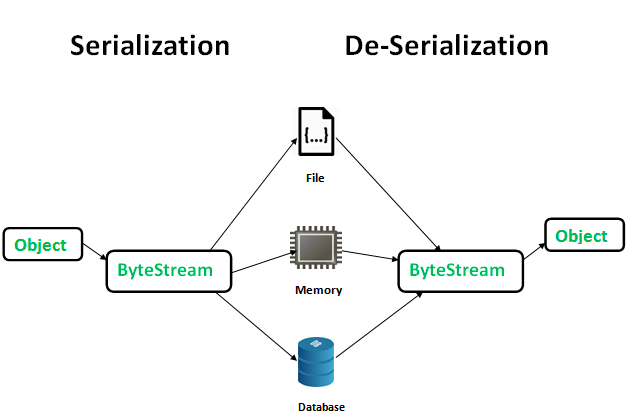 Serialization
De-Serialization
{...}
File
Object
ByteStream
Memory
ByteStream
Object
Database